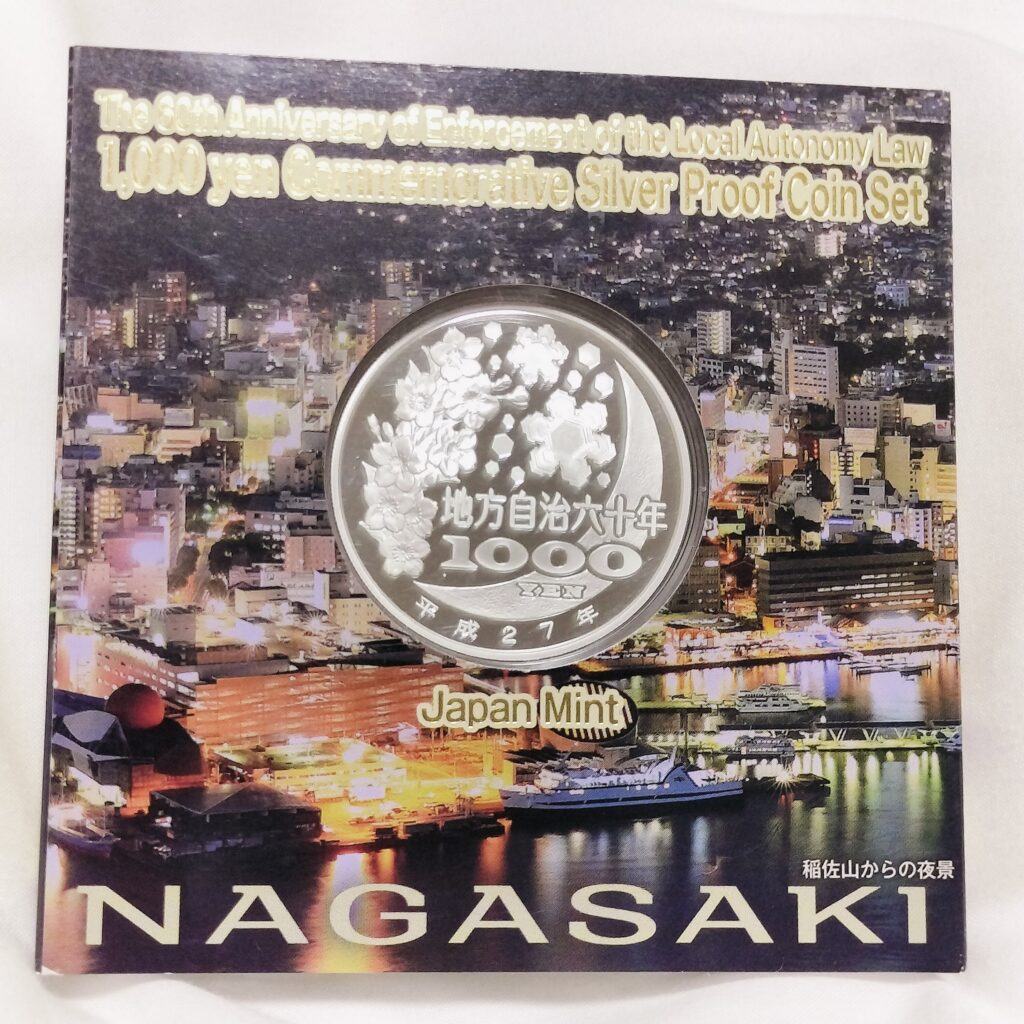 The 60th Anniversary of Enforcement of the Local Autonomy Law
1,000 yen Commemorative Silver Proof Coin Set
地方自治六十年
1000
YEN
平成27年
Japan Mint
稲佐山からの夜景
NAGASAKI